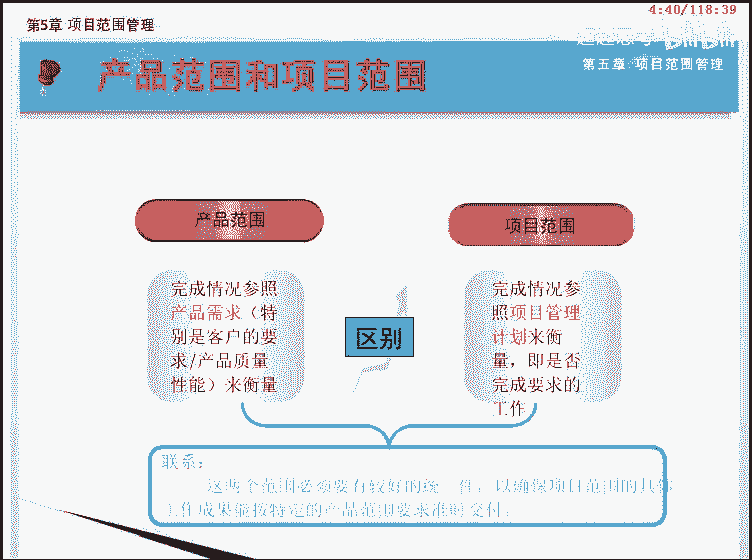 4:40/118:39
第5章 项目范围管理
第五章 项目范围管理
产品范围和项目范围
产品范围
项目范围
完成情况参照
产品需求（特
别是客户的要
求/产品质量
性能）来衡量
区别
完成情况参
照项目管理
计划来衡
量，即是否
完成要求的
工作
联系：
这两个范围必须要有较好的统一性，以确保项目范围的具体
工作成果能按特定的产品范围要求准时交付。